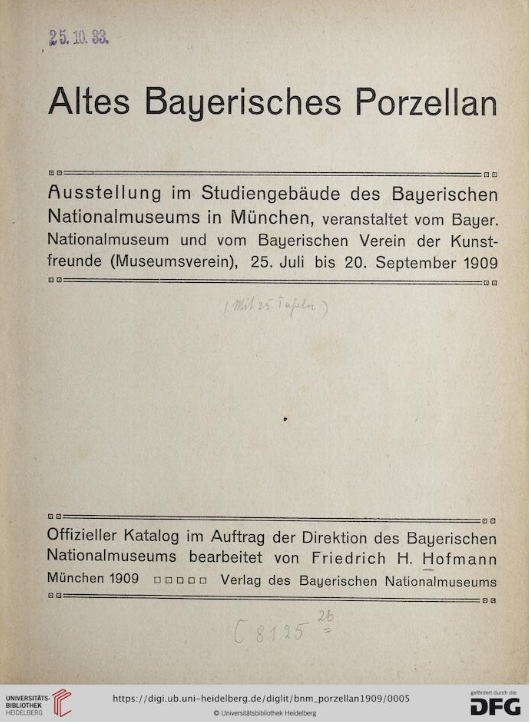 25.10.33.
Altes Bayerisches Porzellan
Ausstellung im Studiengebäude des Bayerischen
Nationalmuseums in München, veranstaltet vom Bayer.
Nationalmuseum und vom Bayerischen Verein der Kunst-
freunde (Museumsverein), 25. Juli bis 20. September 1909
(Mit 25 Tafeln)
Offizieller Katalog im Auftrag der Direktion des Bayerischen
Nationalmuseums bearbeitet von Friedrich H. Hofmann
München 1909 □□□□□ Verlag des Bayerischen Nationalmuseums
C 8125 2b
UNIVERSITÄTS-
BIBLIOTHEK
HEIDELBERG
https://digi.ub.uni-heidelberg.de/diglit/bnm_porzellan1909/0005
© Universitätsbibliothek Heidelberg
gefördert durch die
DFG